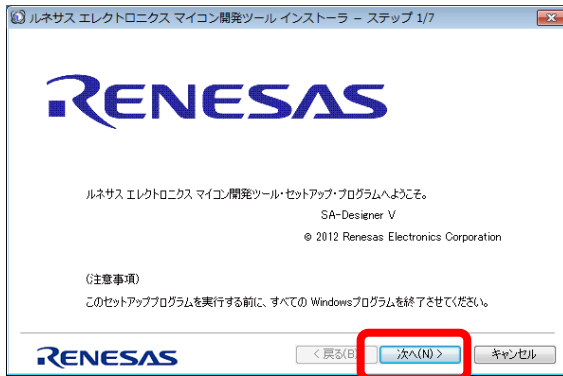 ルネサス エレクトロニクス マイコン開発ツール インストーラ – ステップ 1/7
RENESAS
ルネサス エレクトロニクス マイコン開発ツール・セットアップ・プログラムへようこそ。
SA-Designer V
© 2012 Renesas Electronics Corporation
(注意事項)
このセットアッププログラムを実行する前に、すべての Windowsプログラムを終了させてください。
RENESAS
< 戻る(B) 次へ(N) > キャンセル